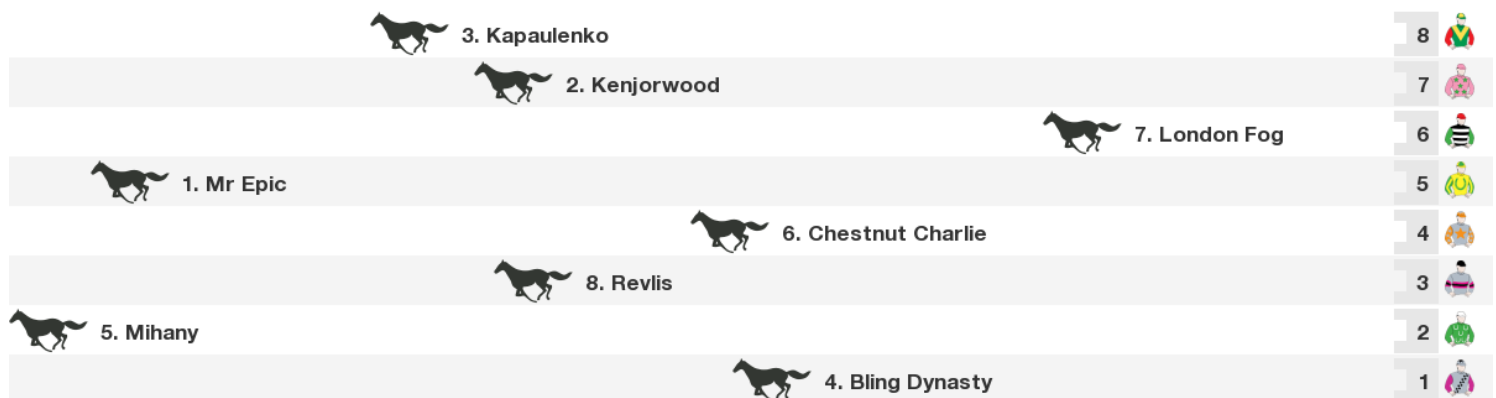 3. Kapaulenko 8
2. Kenjorwood 7
7. London Fog 6
1. Mr Epic 5
6. Chestnut Charlie 4
8. Revlis 3
5. Mihany 2
4. Bling Dynasty 1